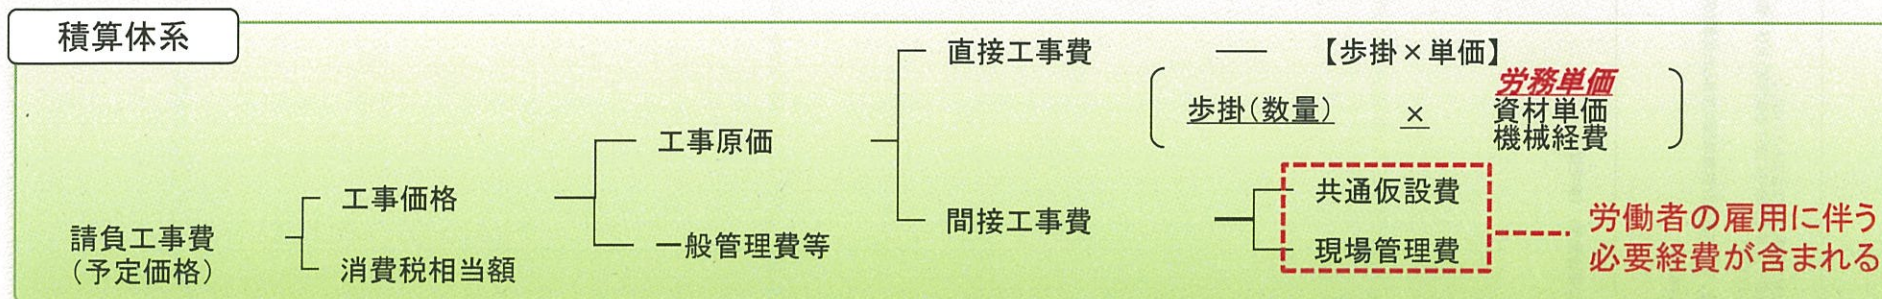 積算体系
請負工事費
(予定価格)
工事価格
消費税相当額
工事原価
一般管理費等
直接工事費
【歩掛×単価】
歩掛(数量) × 労務単価
資材単価
機械経費
間接工事費
共通仮設費
現場管理費
労働者の雇用に伴う
必要経費が含まれる